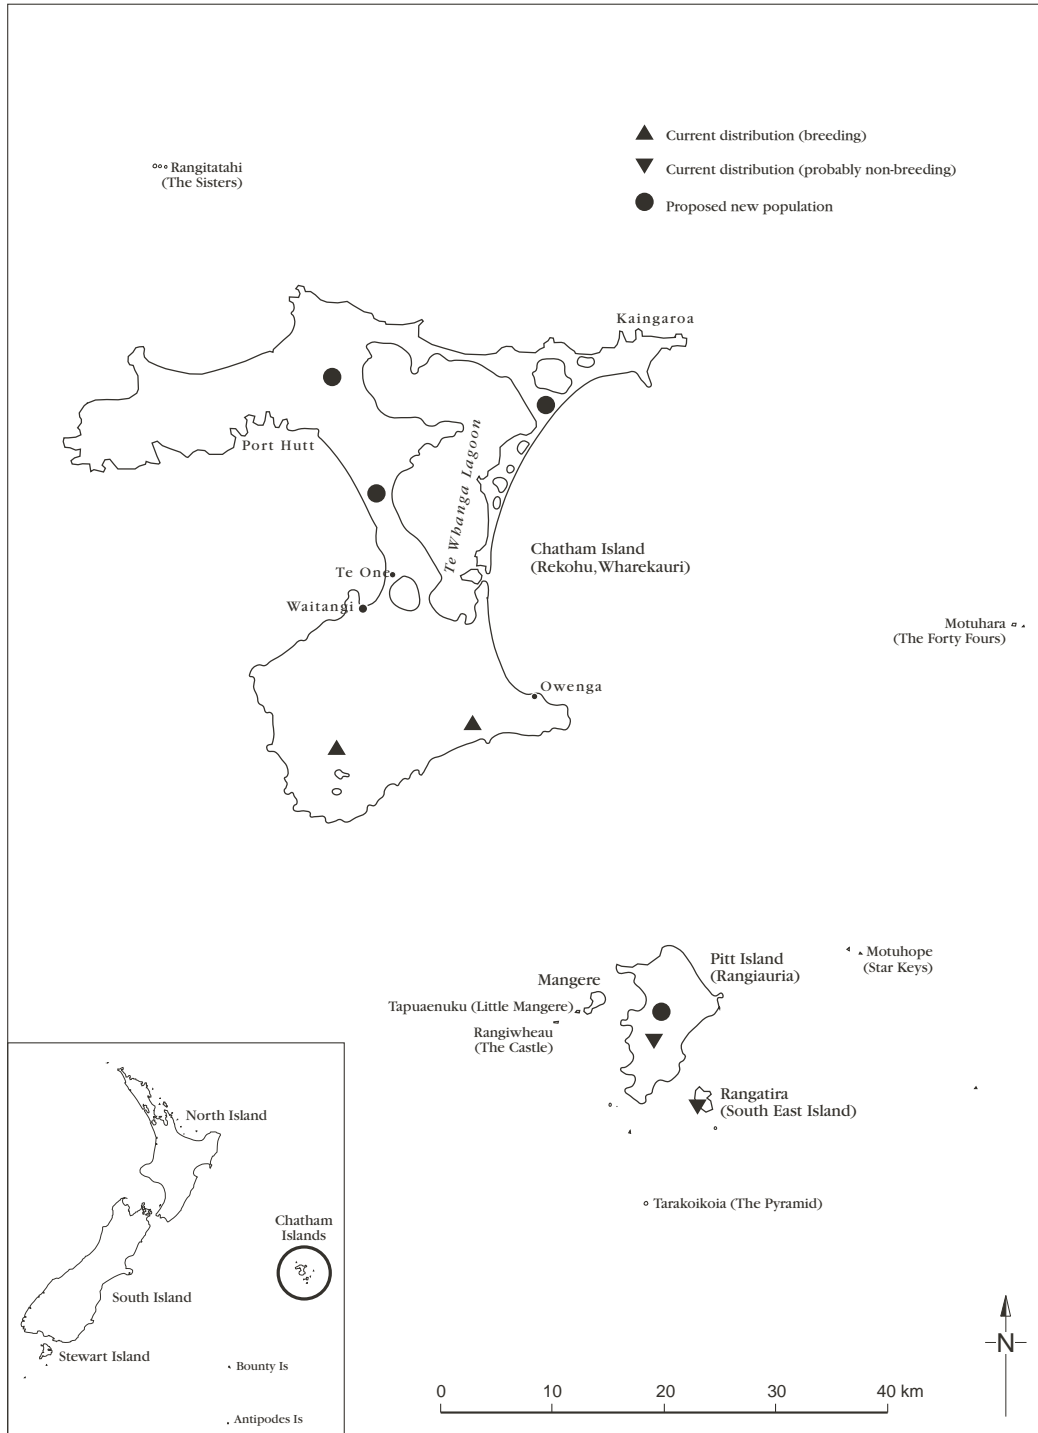 Current distribution (breeding)
Rangitatahi
(The Sisters)
Current distribution (probably non-breeding)
Proposed new population
Kaingaroa
Port Hutt
Te Whanga Lagoon
Chatham Island
(Rekohu, Wharekauri)
Te One
Waitangi
Motuhara
(The Forty Fours)
Owenga
Motuhope
(Star Keys)
Pitt Island
(Rangiauria)
Mangere
Tapuaenuku (Little Mangere)
Rangiwheau
(The Castle)
Rangatira
(South East Island)
Tarakoikoia (The Pyramid)
North Island
Chatham
Islands
South Island
Stewart Island
Bounty Is
Antipodes Is
N
0 10 20 30 40 km